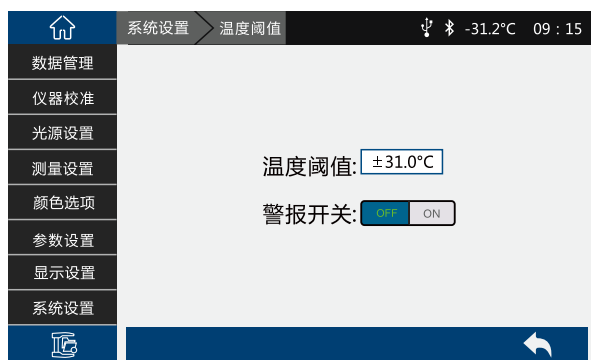 系统设置 温度阈值 -31.2°C 09：15
数据管理
仪器校准
光源设置
测量设置
颜色选项
参数设置
显示设置
系统设置
温度阈值: ±31.0°C
警报开关: OFF ON